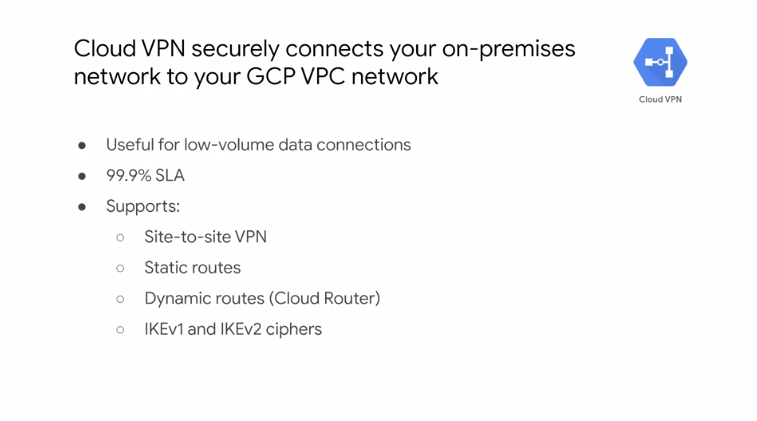 Cloud VPN securely connects your on-premises
network to your GCP VPC network
Cloud VPN
● Useful for low-volume data connections
● 99.9% SLA
● Supports:
○ Site-to-site VPN
○ Static routes
○ Dynamic routes (Cloud Router)
○ IKEv1 and IKEv2 ciphers